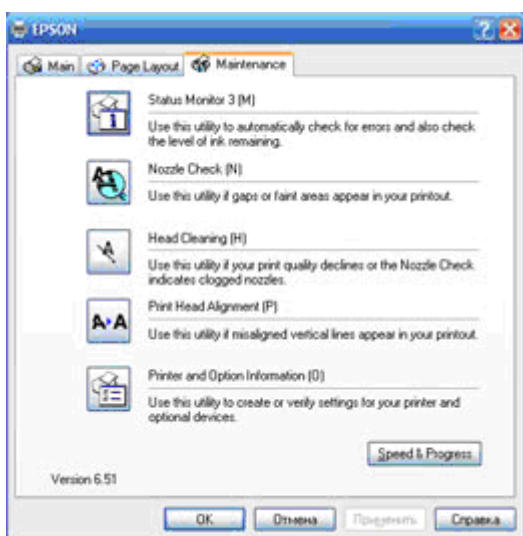 EPSON
Main Page Layout Maintenance
Status Monitor 3 (M)
Use this utility to automatically check for errors and also check
the level of ink remaining.
Nozzle Check (N)
Use this utility if gaps or faint areas appear in your printout.
Head Cleaning (H)
Use this utility if your print quality declines or the Nozzle Check
indicates clogged nozzles.
Print Head Alignment (P)
Use this utility if misaligned vertical lines appear in your printout.
Printer and Option Information (O)
Use this utility to create or verify settings for your printer and
optional devices.
Speed & Progress
Version 6.51
OK Отмена Применить Справка